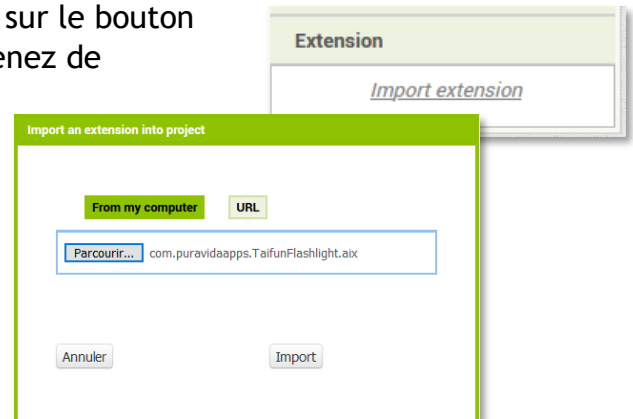 sur le bouton
enez de
Extension
Import extension
Import an extension into project
From my computer URL
Parcourir... com.puravidaapps.TaifunFlashlight.aix
Annuler Import